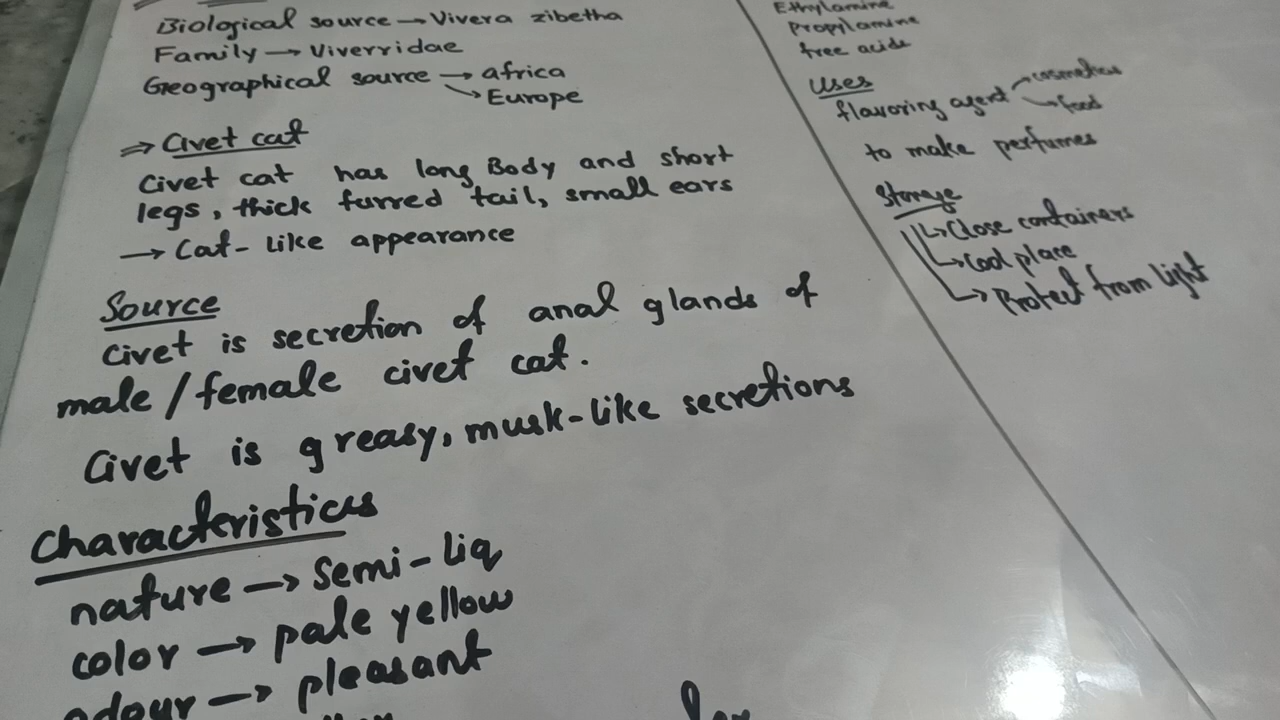 Biological source → Vivera zibetha
Family → Viverridae
Geographical source → africa
→ Europe
⇒ Civet cat
Civet cat has long Body and short
legs, thick furred tail, small ears
→ Cat-like appearance
Source
Civet is secretion of anal glands of
male/female civet cat.
Civet is greasy, musk-like secretions
Characteristics
nature → Semi-liq
color → pale yellow
odour → pleasant
Ethylamine
Propylamine
free acids
Uses
flavoring agent → cosmetics
→ food
to make perfumes
Storage
→ Close containers
→ Cool place
→ Protect from light